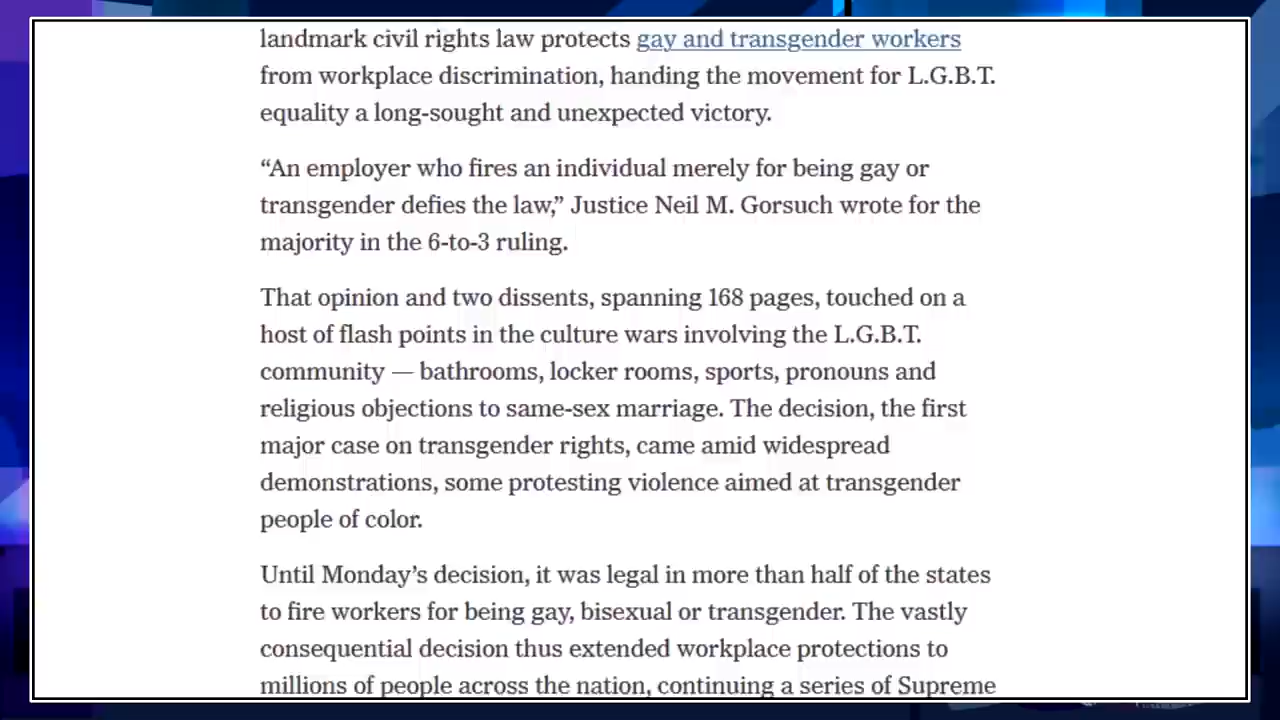 landmark civil rights law protects gay and transgender workers
from workplace discrimination, handing the movement for L.G.B.T.
equality a long-sought and unexpected victory.
“An employer who fires an individual merely for being gay or
transgender defies the law,” Justice Neil M. Gorsuch wrote for the
majority in the 6-to-3 ruling.
That opinion and two dissents, spanning 168 pages, touched on a
host of flash points in the culture wars involving the L.G.B.T.
community — bathrooms, locker rooms, sports, pronouns and
religious objections to same-sex marriage. The decision, the first
major case on transgender rights, came amid widespread
demonstrations, some protesting violence aimed at transgender
people of color.
Until Monday’s decision, it was legal in more than half of the states
to fire workers for being gay, bisexual or transgender. The vastly
consequential decision thus extended workplace protections to
millions of people across the nation, continuing a series of Supreme